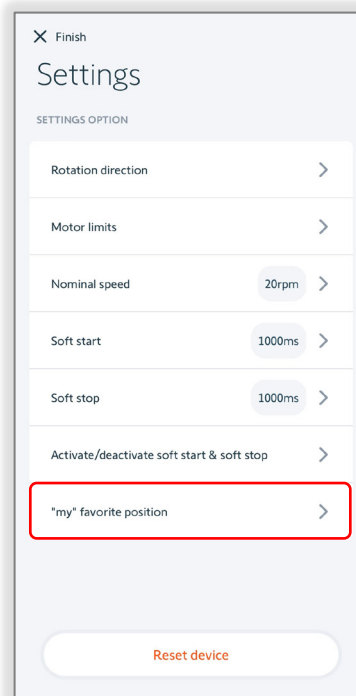 Finish
Settings
SETTINGS OPTION
Rotation direction
Motor limits
Nominal speed 20rpm
Soft start 1000ms
Soft stop 1000ms
Activate/deactivate soft start & soft stop
"my" favorite position
Reset device